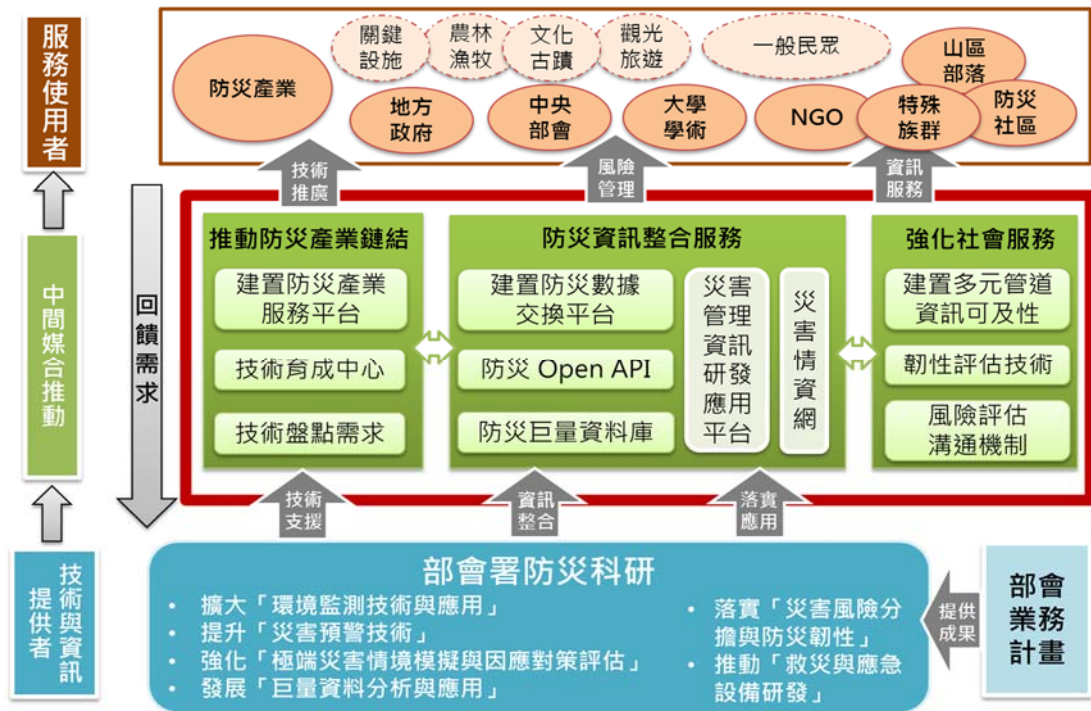 服務使用者
關鍵
設施
農林
漁牧
文化
古蹟
觀光
旅遊
一般民眾
山區
部落
防災產業
地方
政府
中央
部會
大學
學術
NGO
特殊
族群
防災
社區
技術
推廣
風險
管理
資訊
服務
中間媒合推動
回饋需求
推動防災產業鏈結
建置防災產業
服務平台
技術育成中心
技術盤點需求
防災資訊整合服務
建置防災數據
交換平台
防災 Open API
防災巨量資料庫
災害
管理
資訊
研發
應用
平台
災害情資網
強化社會服務
建置多元管道
資訊可及性
韌性評估技術
風險評估
溝通機制
技術
支援
資訊
整合
落實
應用
技術與資訊
提供者
部會署防災科研
• 擴大「環境監測技術與應用」
• 提升「災害預警技術」
• 強化「極端災害情境模擬與因應對策評估」
• 發展「巨量資料分析與應用」
• 落實「災害風險分
擔與防災韌性」
• 推動「救災與應急
設備研發」
提供
成果
部會
業務
計畫